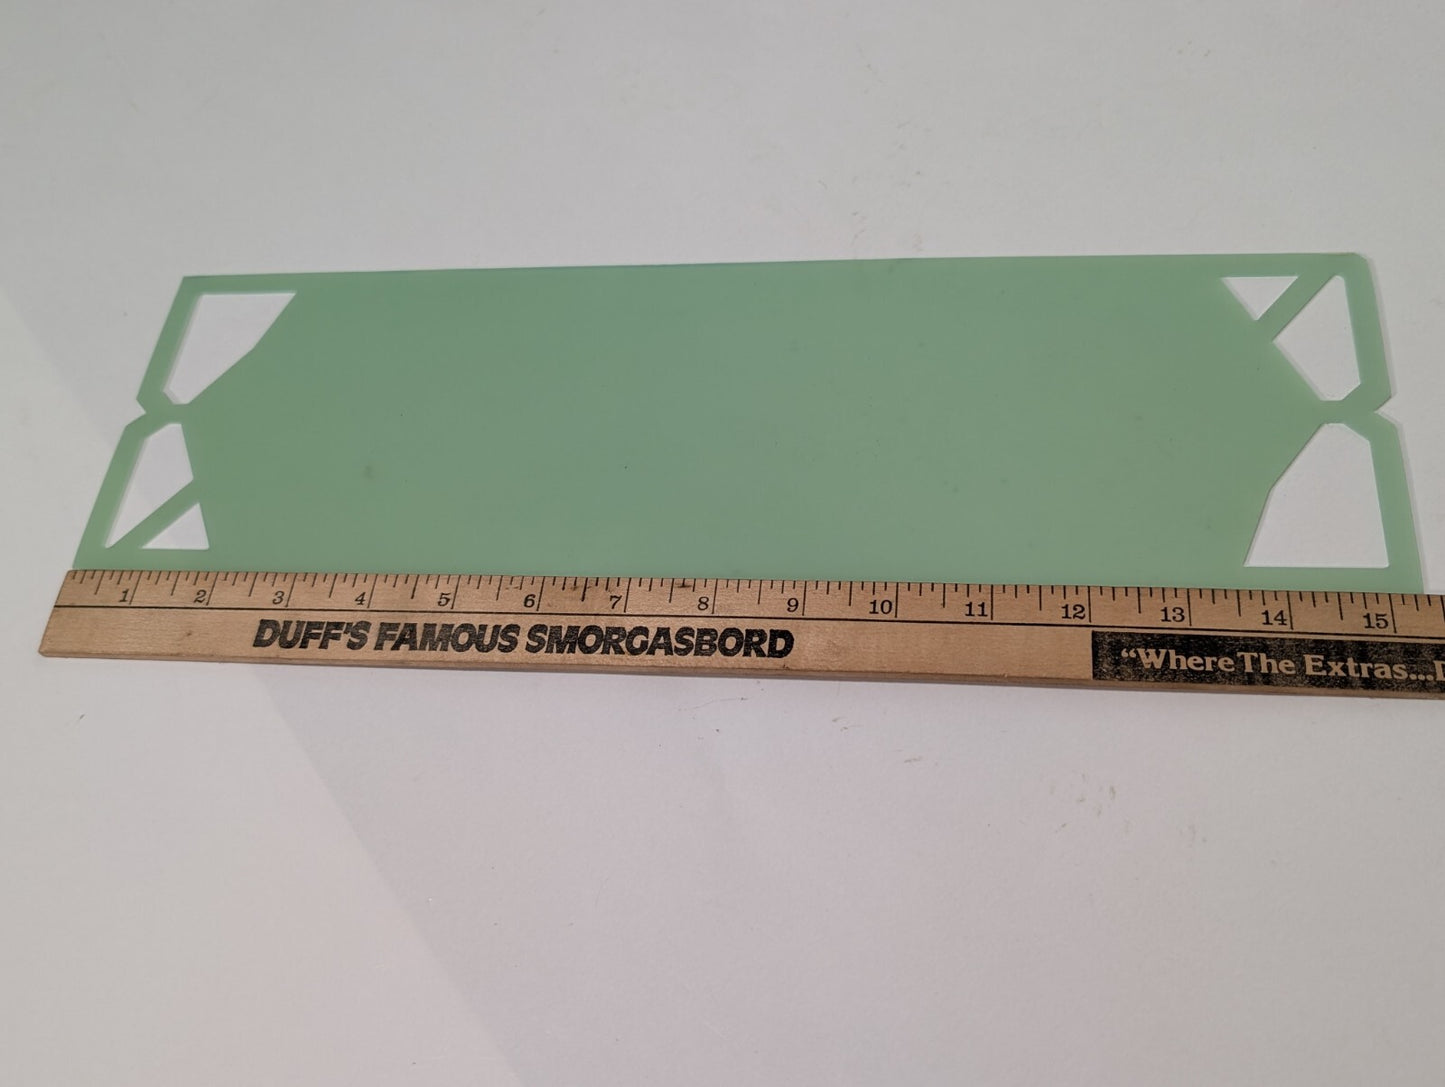 1 2 3 4 5 6 7 8 9 10 11 12 13 14 15
DUFF'S FAMOUS SMORGASBORD
"Where The Extras...